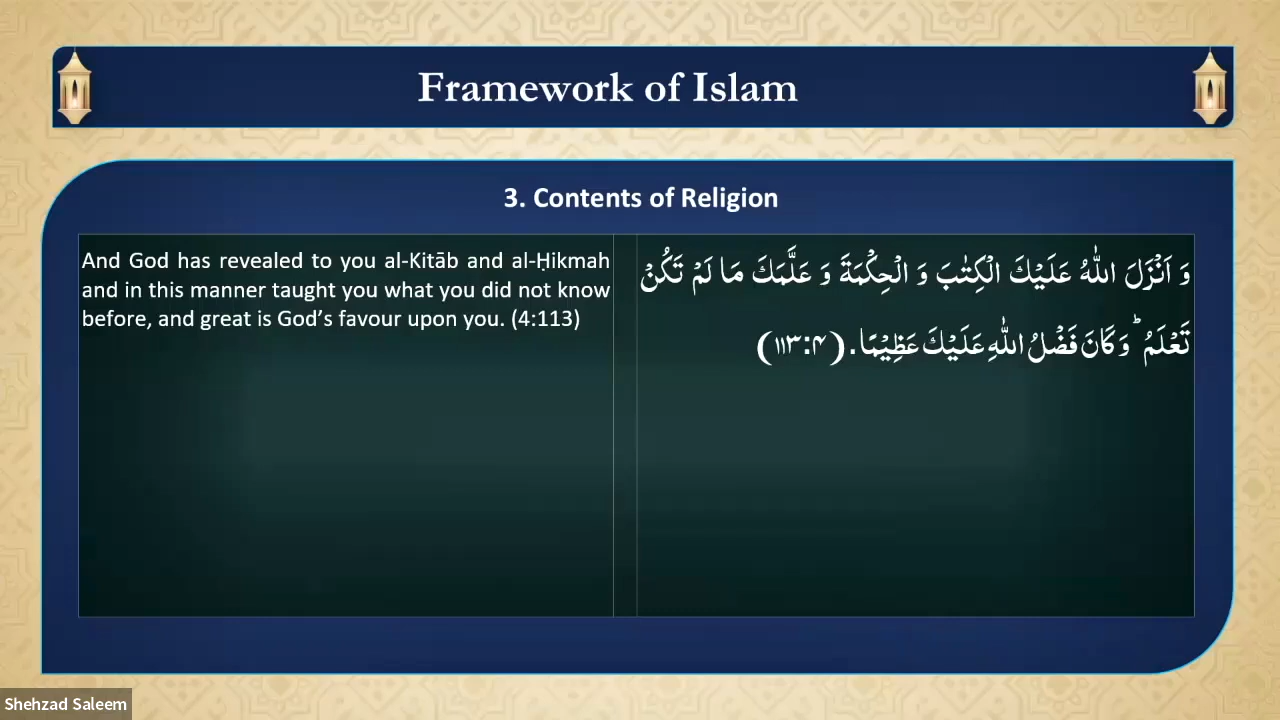 Framework of Islam
3. Contents of Religion
And God has revealed to you al-Kitāb and al-Ḥikmah
and in this manner taught you what you did not know
before, and great is God’s favour upon you. (4:113)
وَ اَنْزَلَ اللّٰهُ عَلَيْكَ الْكِتٰبَ وَ الْحِكْمَةَ وَ عَلَّمَكَ مَا لَمْ تَكُنْ
تَعْلَمُ ؕ وَ كَانَ فَضْلُ اللّٰهِ عَلَيْكَ عَظِيْمًا. (۴:۱۱۳)
Shehzad Saleem